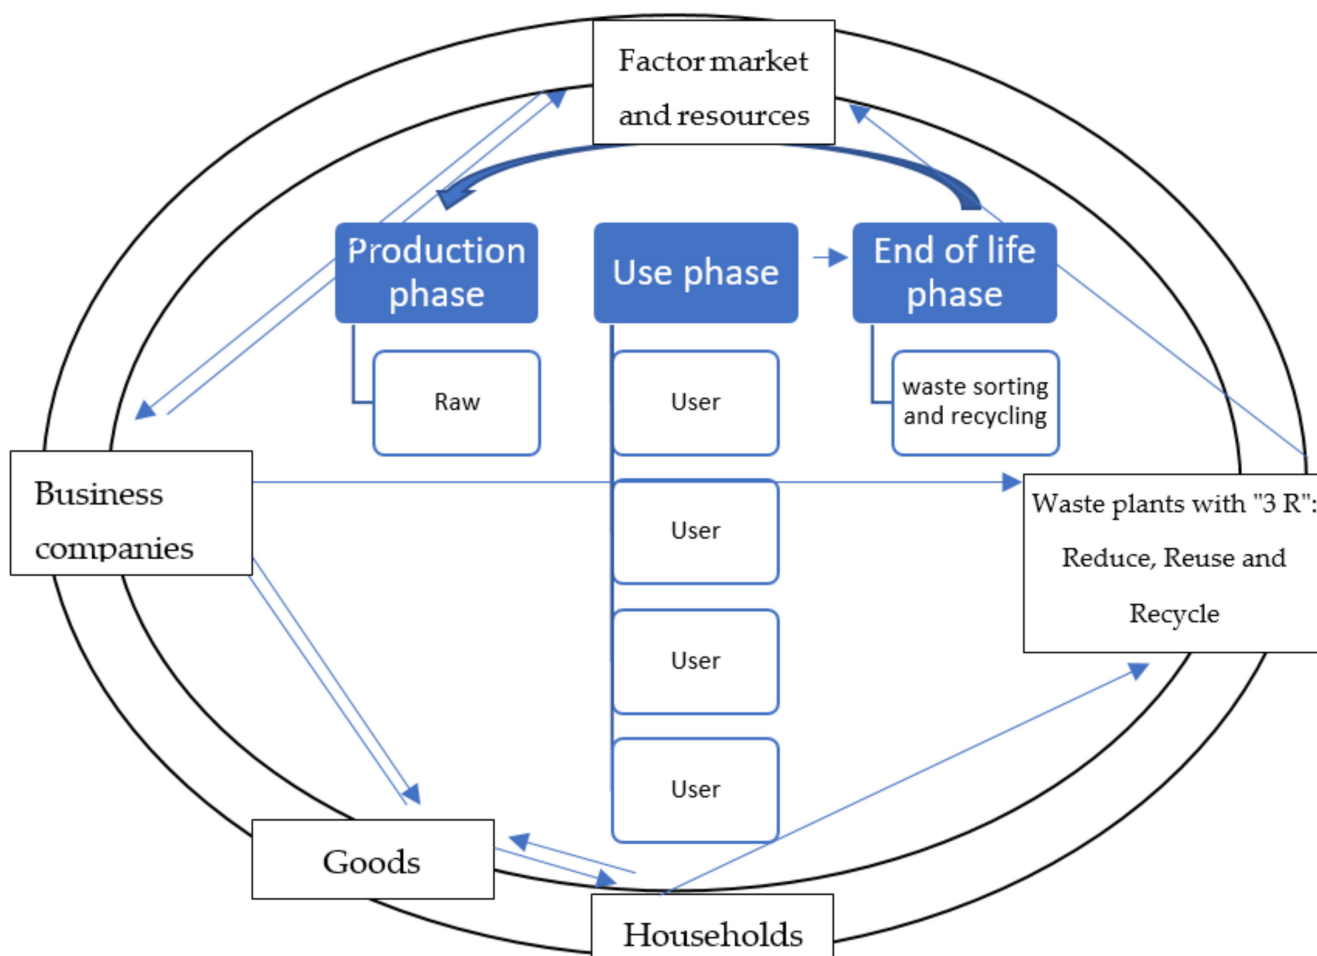 Factor market
and resources
Production
phase
Use phase
End of life
phase
Raw
User
waste sorting
and recycling
Business
companies
User
Waste plants with "3 R":
Reduce, Reuse and
Recycle
User
User
Goods
Households